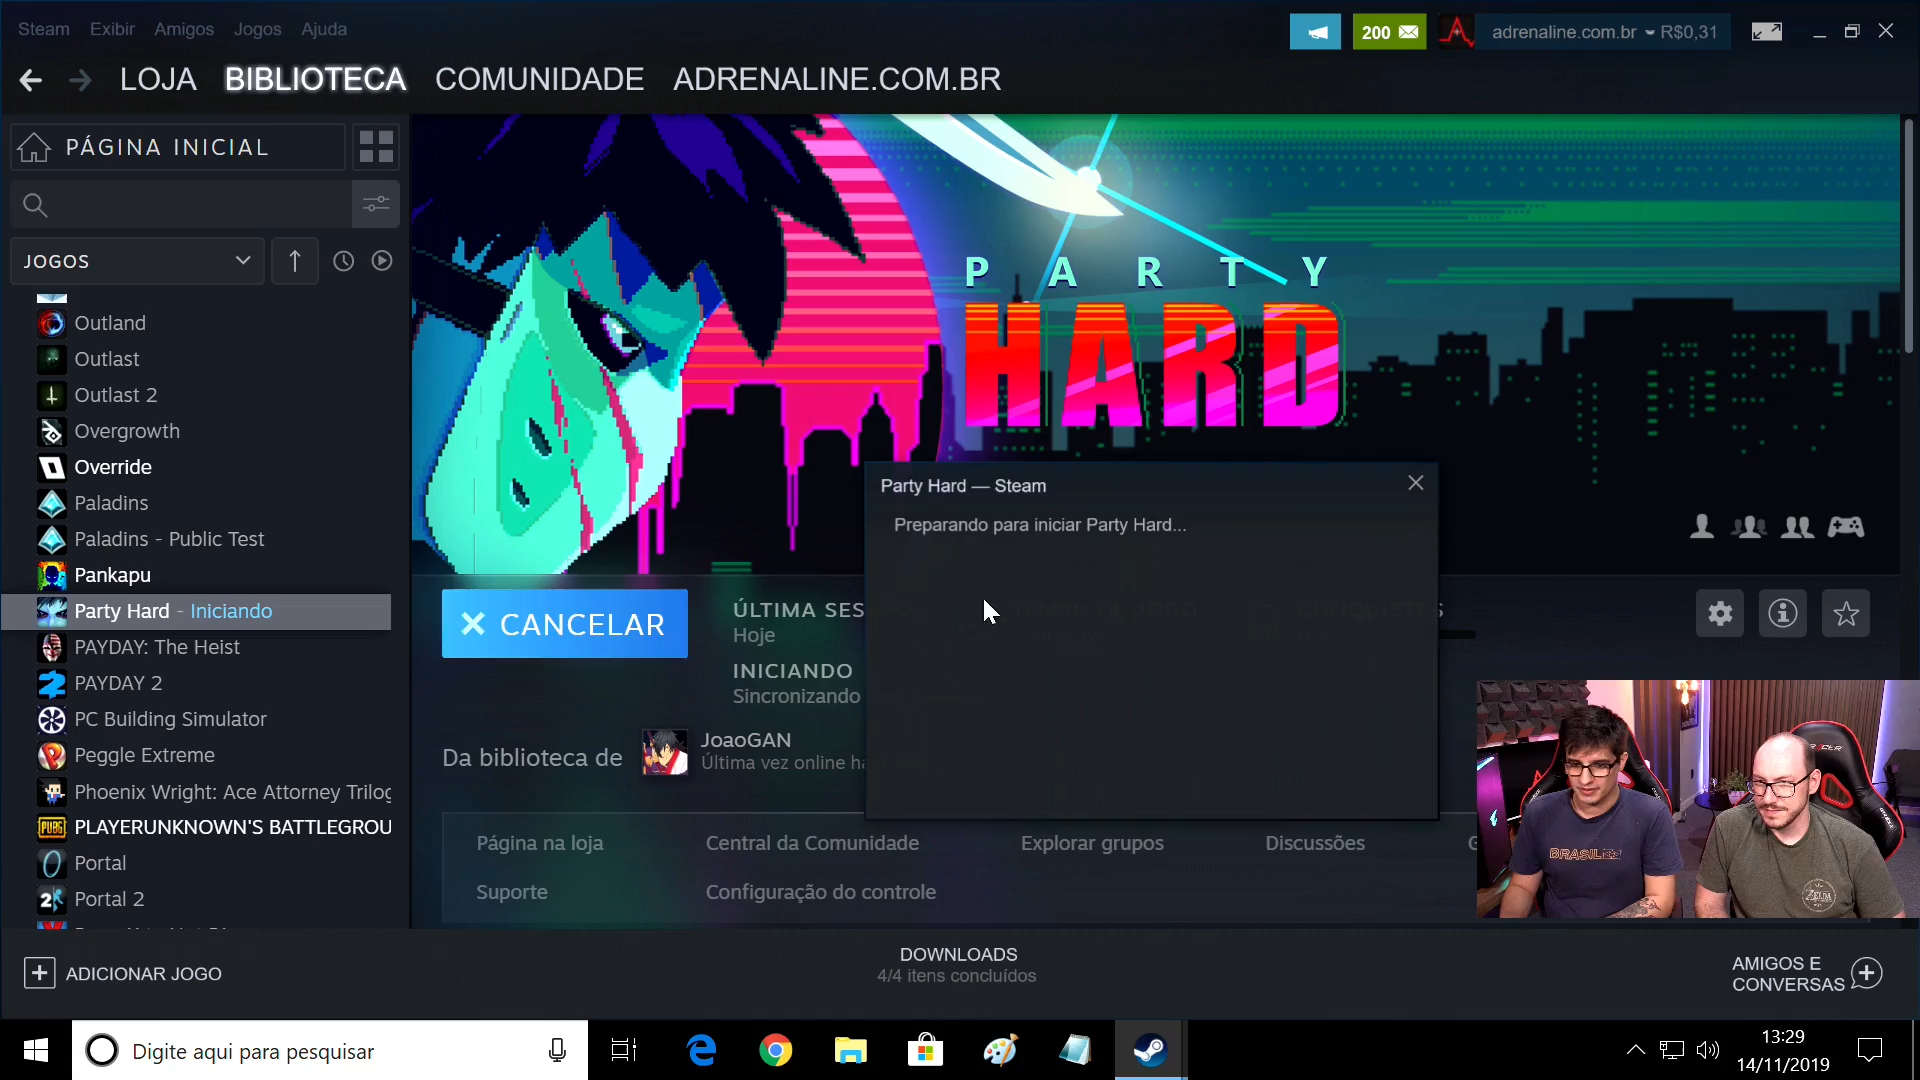 Steam Exibir Amigos Jogos Ajuda
200 adrenaline.com.br R$0,31
LOJA BIBLIOTECA COMUNIDADE ADRENALINE.COM.BR
PÁGINA INICIAL
JOGOS
Outland
Outlast
Outlast 2
Overgrowth
Override
Paladins
Paladins - Public Test
Pankapu
Party Hard - Iniciando
PAYDAY: The Heist
PAYDAY 2
PC Building Simulator
Peggle Extreme
Phoenix Wright: Ace Attorney Trilog
PLAYERUNKNOWN'S BATTLEGROU
Portal
Portal 2
ADICIONAR JOGO
PARTY
HARD
Party Hard — Steam
Preparando para iniciar Party Hard...
CANCELAR
ÚLTIMA SES
Hoje
INICIANDO
Sincronizando
Da biblioteca de
JoaoGAN
Última vez online há
Página na loja Central da Comunidade Explorar grupos Discussões
Suporte Configuração do controle
BRASIL
ZELDA
DOWNLOADS
4/4 itens concluídos
AMIGOS E
CONVERSAS
Digite aqui para pesquisar
13:29
14/11/2019